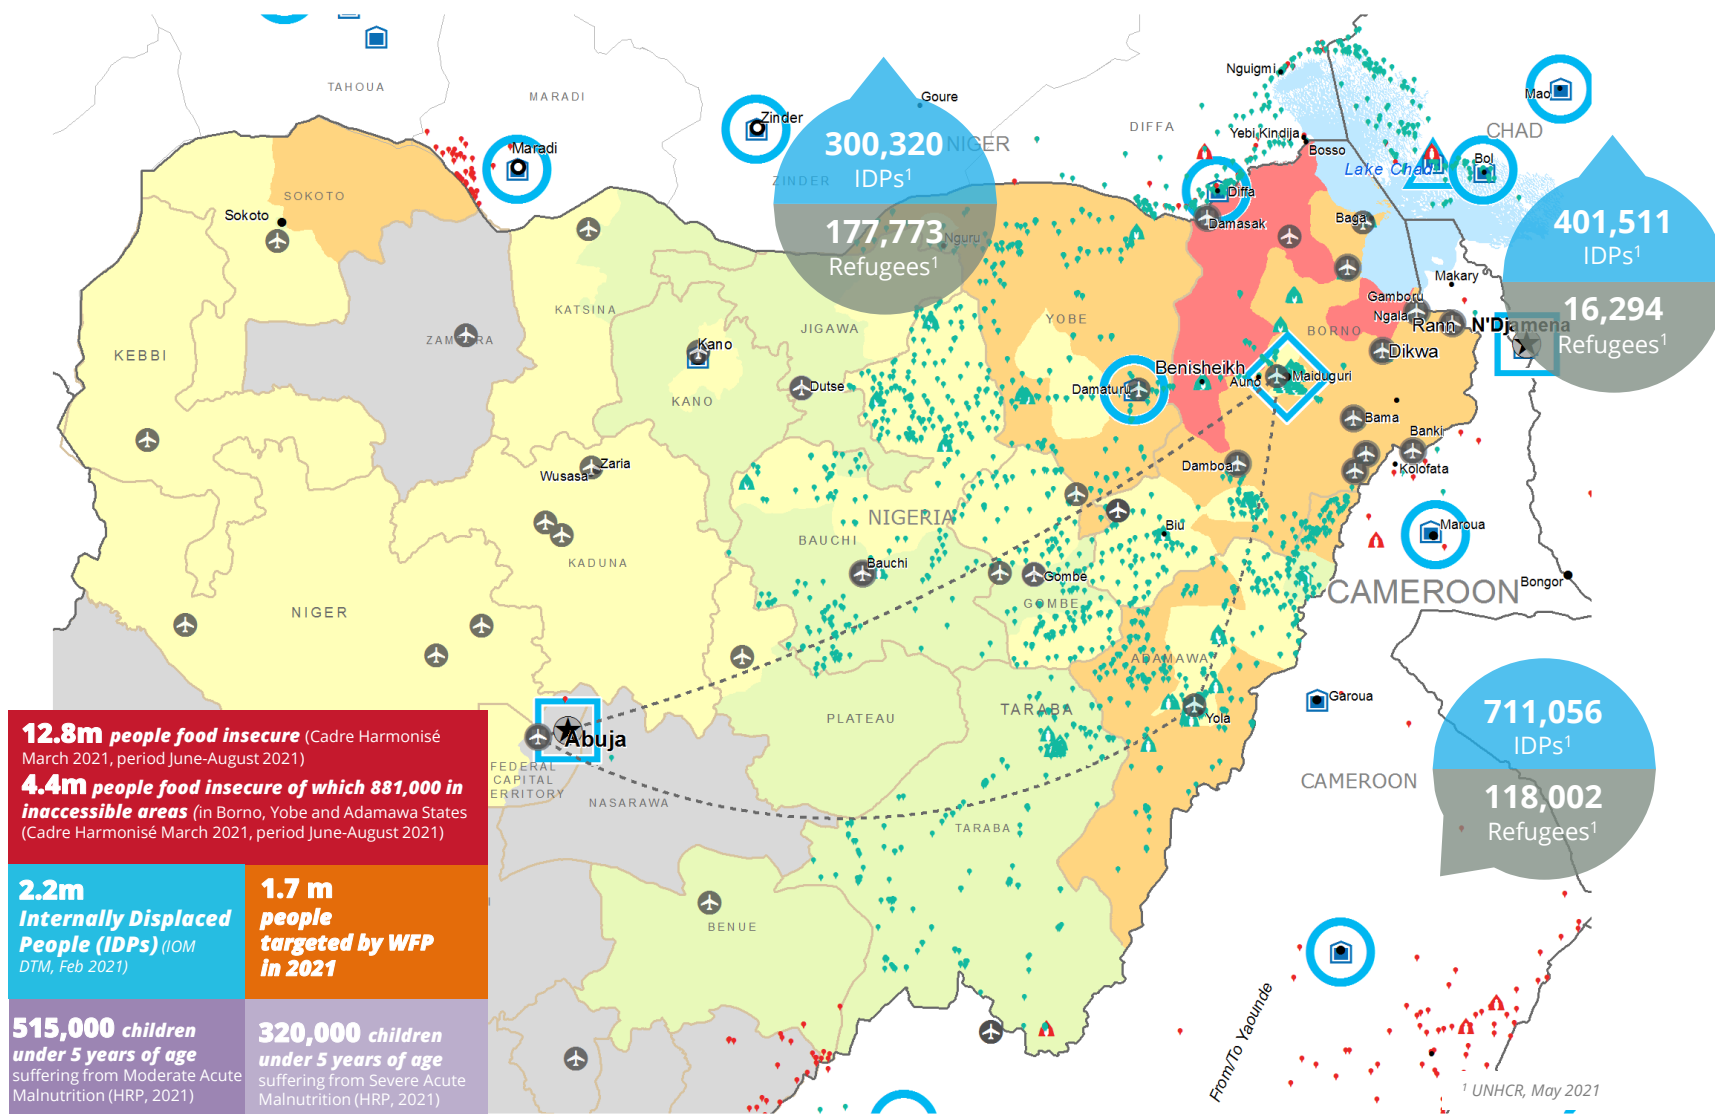 TAHOUA
MARADI
Goure
Nguigmi
Mao
CHAD
Zinder
300,320
IDPs¹
NIGER
DIFFA
Yebi Kindija
Bosso
Lake Chad
Bol
Maradi
ZINDER
SOKOTO
Sokoto
Diffa
Damasak
Baga
177,773
Refugees¹
Nguru
401,511
IDPs¹
Makary
Gamboru
Ngala
Rann
N'Djamena
16,294
Refugees¹
KATSINA
JIGAWA
YOBE
BORNO
ZAMFARA
KEBBI
Kano
Dikwa
Benisheikh
Auno
Maiduguri
Damaturu
Dutse
KANO
Bama
Banki
Damboa
Kolofata
Zaria
Wusasa
NIGERIA
Biu
Maroua
BAUCHI
Bauchi
KADUNA
Gombe
GOMBE
CAMEROON
Bongor
NIGER
ADAMAWA
Garoua
TARABA
Yola
PLATEAU
711,056
IDPs¹
118,002
Refugees¹
CAMEROON
Abuja
FEDERAL
CAPITAL
ERRITORY
NASARAWA
TARABA
BENUE
12.8m people food insecure (Cadre Harmonisé
March 2021, period June-August 2021)
4.4m people food insecure of which 881,000 in
inaccessible areas (in Borno, Yobe and Adamawa States
(Cadre Harmonisé March 2021, period June-August 2021)
2.2m
Internally Displaced
People (IDPs) (IOM
DTM, Feb 2021)
1.7 m
people
targeted by WFP
in 2021
515,000 children
under 5 years of age
suffering from Moderate Acute
Malnutrition (HRP, 2021)
320,000 children
under 5 years of age
suffering from Severe Acute
Malnutrition (HRP, 2021)
From/To Yaounde
¹ UNHCR, May 2021